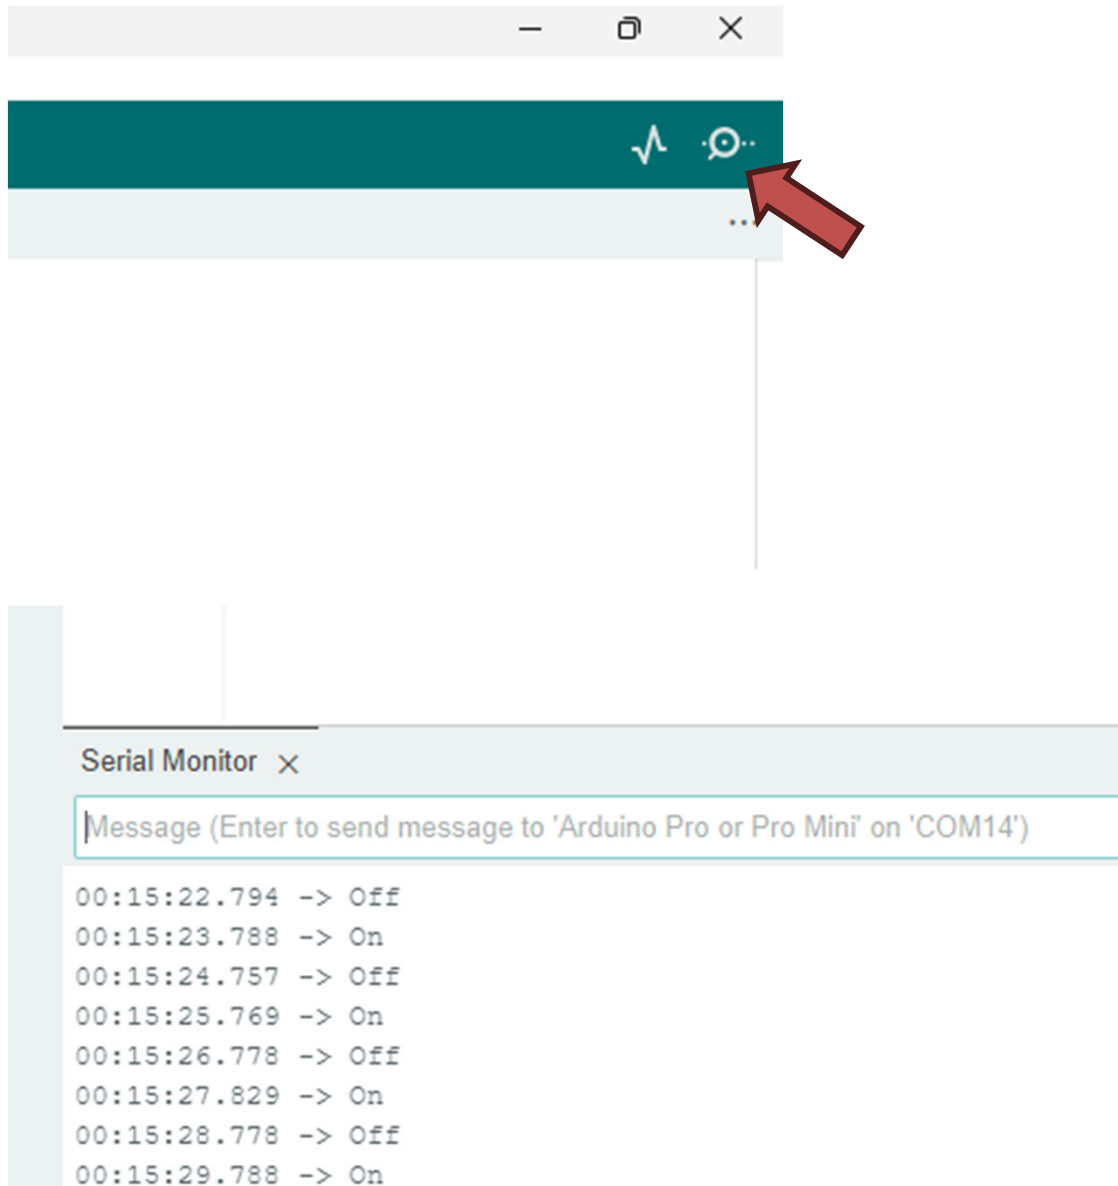 Serial Monitor
Message (Enter to send message to 'Arduino Pro or Pro Mini' on 'COM14')
00:15:22.794 -> Off
00:15:23.788 -> On
00:15:24.757 -> Off
00:15:25.769 -> On
00:15:26.778 -> Off
00:15:27.829 -> On
00:15:28.778 -> Off
00:15:29.788 -> On